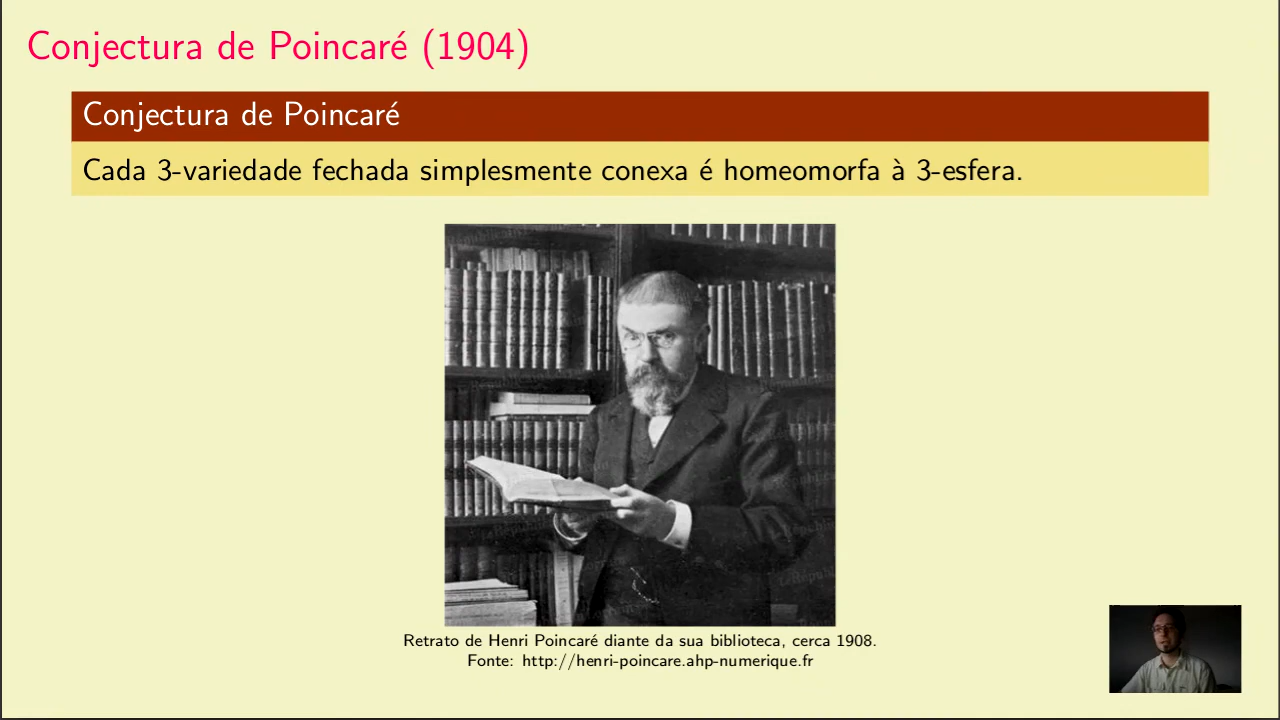 Conjectura de Poincaré (1904)
Conjectura de Poincaré
Cada 3-variedade fechada simplesmente conexa é homeomorfa à 3-esfera.
Retrato de Henri Poincaré diante da sua biblioteca, cerca 1908.
Fonte: http://henri-poincare.ahp-numerique.fr